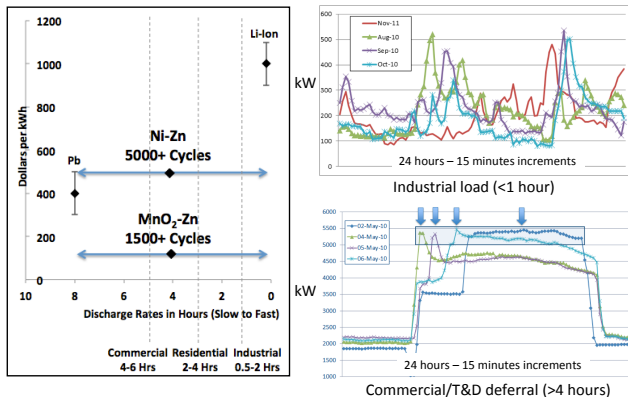 Dollars per kWh
1400
1200
1000
800
600
400
200
0
Li-Ion
Ni-Zn
5000+ Cycles
Pb
MnO₂-Zn
1500+ Cycles
10 8 6 4 2 0
Discharge Rates in Hours (Slow to Fast)
Commercial Residential Industrial
4-6 Hrs 2-4 Hrs 0.5-2 Hrs
kW
600
500
400
300
200
100
0
Nov-11
Aug-10
Sep-10
Oct-10
24 hours – 15 minutes increments
Industrial load (<1 hour)
kW
6000
5500
5000
4500
4000
3500
3000
2500
2000
1500
1000
02-May-10
04-May-10
05-May-10
06-May-10
24 hours – 15 minutes increments
Commercial/T&D deferral (>4 hours)